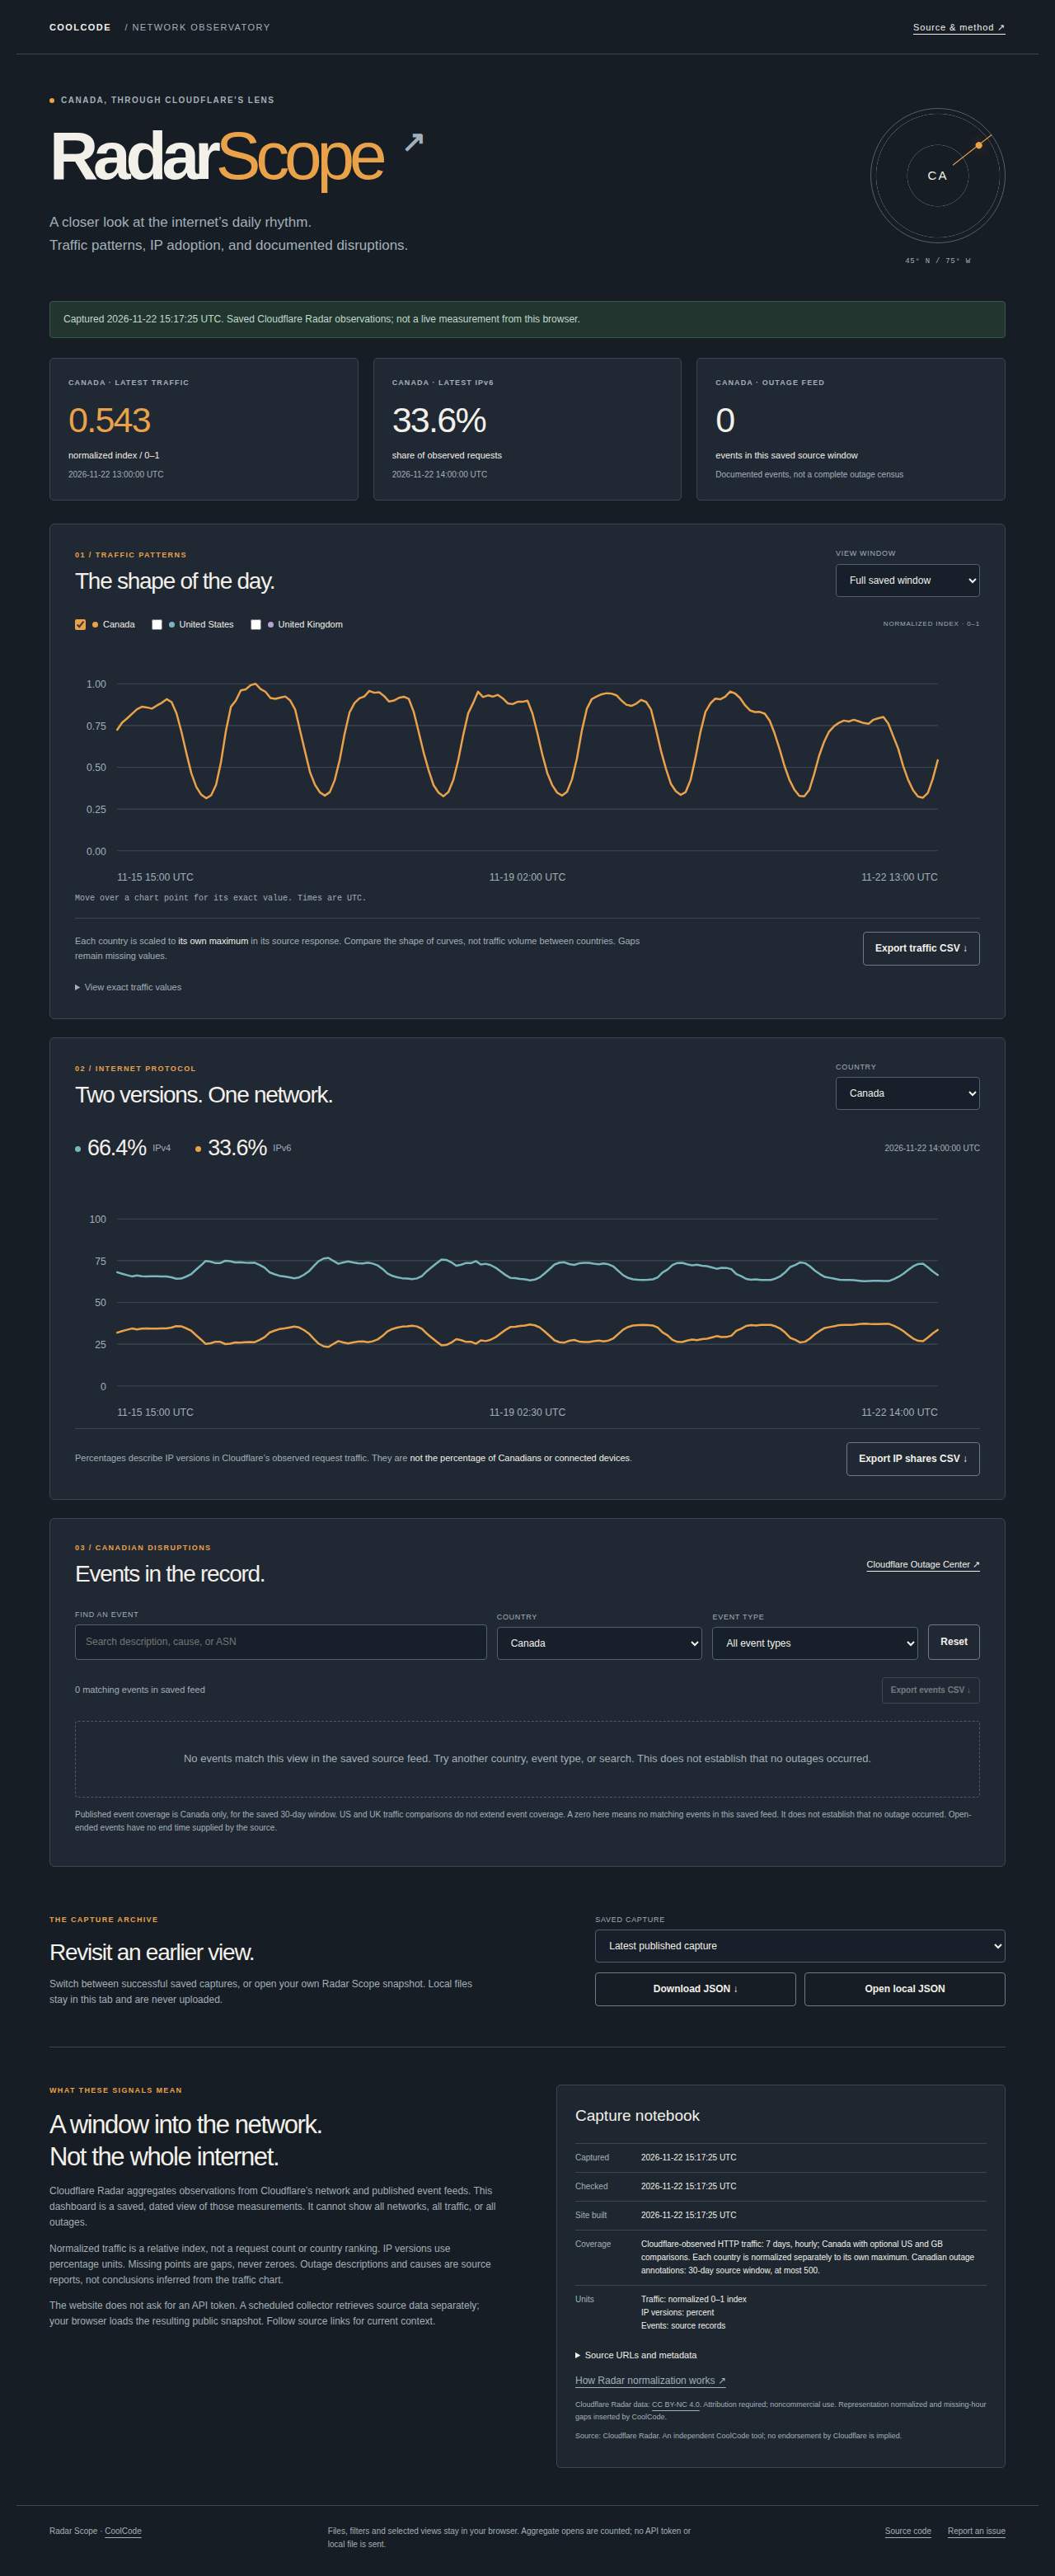 COOLCODE / NETWORK OBSERVATORY
Source & method ↗
CANADA, THROUGH CLOUDFLARE'S LENS
RadarScope ↗
CA
45° N / 75° W
A closer look at the internet's daily rhythm.
Traffic patterns, IP adoption, and documented disruptions.
Captured 2026-11-22 15:17:25 UTC. Saved Cloudflare Radar observations; not a live measurement from this browser.
CANADA · LATEST TRAFFIC
0.543
normalized index / 0–1
2026-11-22 13:00:00 UTC
CANADA · LATEST IPv6
33.6%
share of observed requests
2026-11-22 14:00:00 UTC
CANADA · OUTAGE FEED
0
events in this saved source window
Documented events, not a complete outage census
01 / TRAFFIC PATTERNS
The shape of the day.
VIEW WINDOW
Full saved window
Canada
United States
United Kingdom
NORMALIZED INDEX · 0–1
1.00
0.75
0.50
0.25
0.00
11-15 15:00 UTC
11-19 02:00 UTC
11-22 13:00 UTC
Move over a chart point for its exact value. Times are UTC.
Each country is scaled to its own maximum in its source response. Compare the shape of curves, not traffic volume between countries. Gaps
remain missing values.
Export traffic CSV ↓
▶ View exact traffic values
02 / INTERNET PROTOCOL
Two versions. One network.
COUNTRY
Canada
66.4% IPv4
33.6% IPv6
2026-11-22 14:00:00 UTC
100
75
50
25
0
11-15 15:00 UTC
11-19 02:30 UTC
11-22 14:00 UTC
Percentages describe IP versions in Cloudflare's observed request traffic. They are not the percentage of Canadians or connected devices.
Export IP shares CSV ↓
03 / CANADIAN DISRUPTIONS
Events in the record.
Cloudflare Outage Center ↗
FIND AN EVENT
Search description, cause, or ASN
COUNTRY
Canada
EVENT TYPE
All event types
Reset
0 matching events in saved feed
Export events CSV ↓
No events match this view in the saved source feed. Try another country, event type, or search. This does not establish that no outages occurred.
Published event coverage is Canada only, for the saved 30-day window. US and UK traffic comparisons do not extend event coverage. A zero here means no matching events in this saved feed. It does not establish that no outage occurred. Open-
ended events have no end time supplied by the source.
THE CAPTURE ARCHIVE
Revisit an earlier view.
Switch between successful saved captures, or open your own Radar Scope snapshot. Local files
stay in this tab and are never uploaded.
SAVED CAPTURE
Latest published capture
Download JSON ↓
Open local JSON
WHAT THESE SIGNALS MEAN
A window into the network.
Not the whole internet.
Cloudflare Radar aggregates observations from Cloudflare's network and published event feeds. This
dashboard is a saved, dated view of those measurements. It cannot show all networks, all traffic, or all
outages.
Normalized traffic is a relative index, not a request count or country ranking. IP versions use
percentage units. Missing points are gaps, never zeroes. Outage descriptions and causes are source
reports, not conclusions inferred from the traffic chart.
The website does not ask for an API token. A scheduled collector retrieves source data separately;
your browser loads the resulting public snapshot. Follow source links for current context.
Capture notebook
Captured 2026-11-22 15:17:25 UTC
Checked 2026-11-22 15:17:25 UTC
Site built 2026-11-22 15:17:25 UTC
Coverage Cloudflare-observed HTTP traffic: 7 days, hourly; Canada with optional US and GB
comparisons. Each country is normalized separately to its own maximum. Canadian outage
annotations: 30-day source window, at most 500.
Units Traffic: normalized 0–1 index
IP versions: percent
Events: source records
▶ Source URLs and metadata
How Radar normalization works ↗
Cloudflare Radar data: CC BY-NC 4.0. Attribution required; noncommercial use. Representation normalized and missing-hour
gaps inserted by CoolCode.
Source: Cloudflare Radar. An independent CoolCode tool; no endorsement by Cloudflare is implied.
Radar Scope · CoolCode
Files, filters and selected views stay in your browser. Aggregate opens are counted; no API token or
local file is sent.
Source code
Report an issue